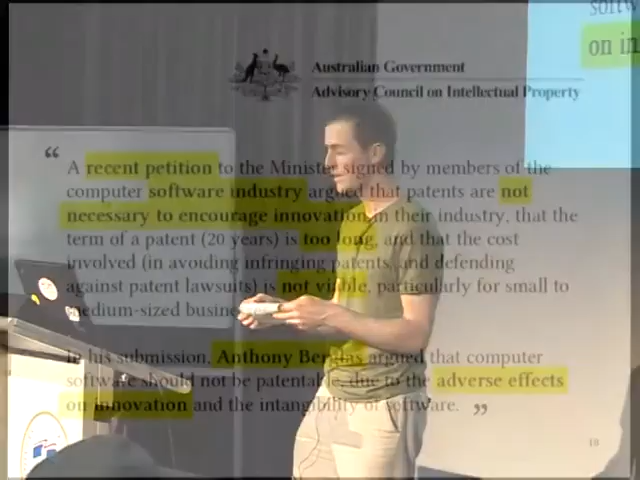 softw
on in
Australian Government
Advisory Council on Intellectual Property
“ A recent petition to the Minister signed by members of the
computer software industry argued that patents are not
necessary to encourage innovation in their industry, that the
term of a patent (20 years) is too long, and that the cost
involved (in avoiding infringing patents, and defending
against patent lawsuits) is not viable, particularly for small to
medium-sized busine
In his submission, Anthony Berglas argued that computer
software should not be patentable, due to the adverse effects
on innovation and the intangibility of software. ”
18